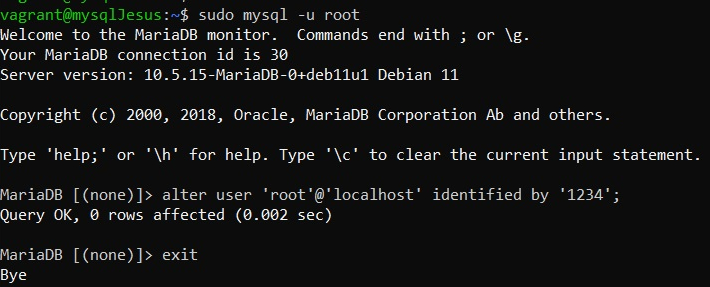 vagrant@mysqlJesus:~$ sudo mysql -u root
Welcome to the MariaDB monitor.  Commands end with ; or \g.
Your MariaDB connection id is 30
Server version: 10.5.15-MariaDB-0+deb11u1 Debian 11

Copyright (c) 2000, 2018, Oracle, MariaDB Corporation Ab and others.

Type 'help;' or '\h' for help. Type '\c' to clear the current input statement.

MariaDB [(none)]> alter user 'root'@'localhost' identified by '1234';
Query OK, 0 rows affected (0.002 sec)

MariaDB [(none)]> exit
Bye